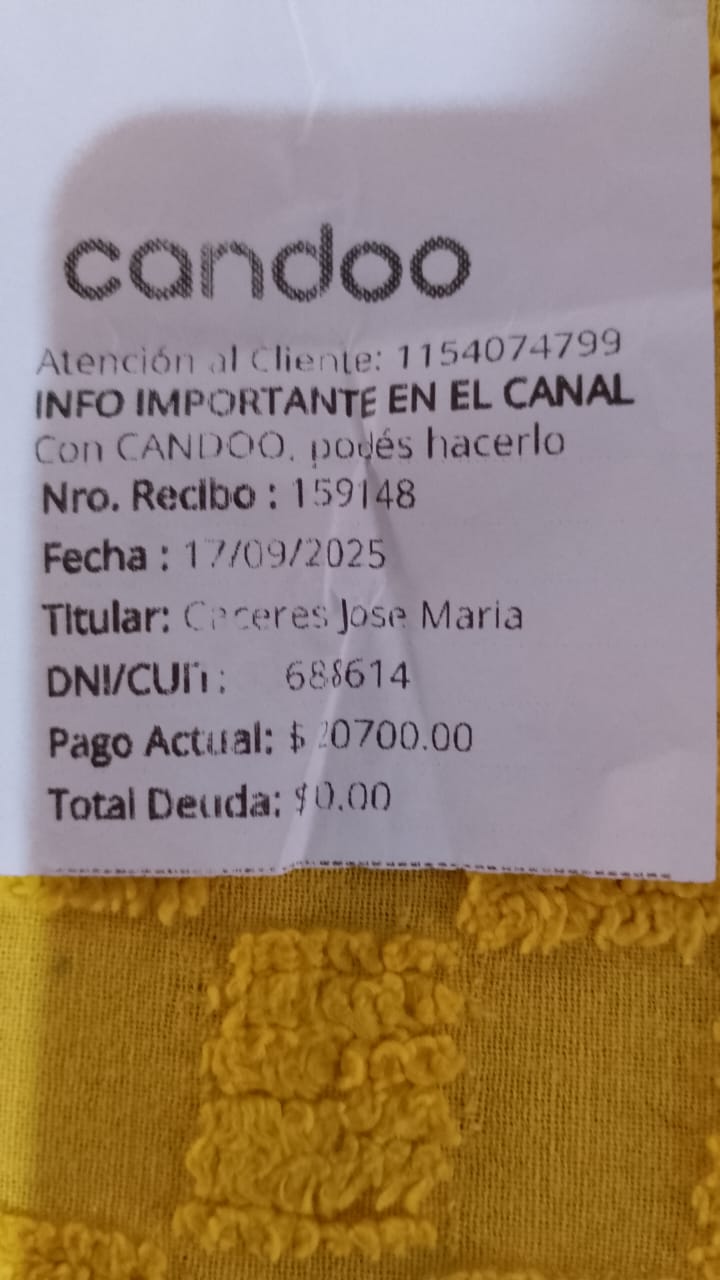 candoo
Atención al Cliente: 1154074799
INFO IMPORTANTE EN EL CANAL
Con CANDOO, podés hacerlo
Nro. Recibo : 159148
Fecha : 17/09/2025
Titular: Caceres Jose Maria
DNI/CUIT: 688614
Pago Actual: $ 20700.00
Total Deuda: $0.00